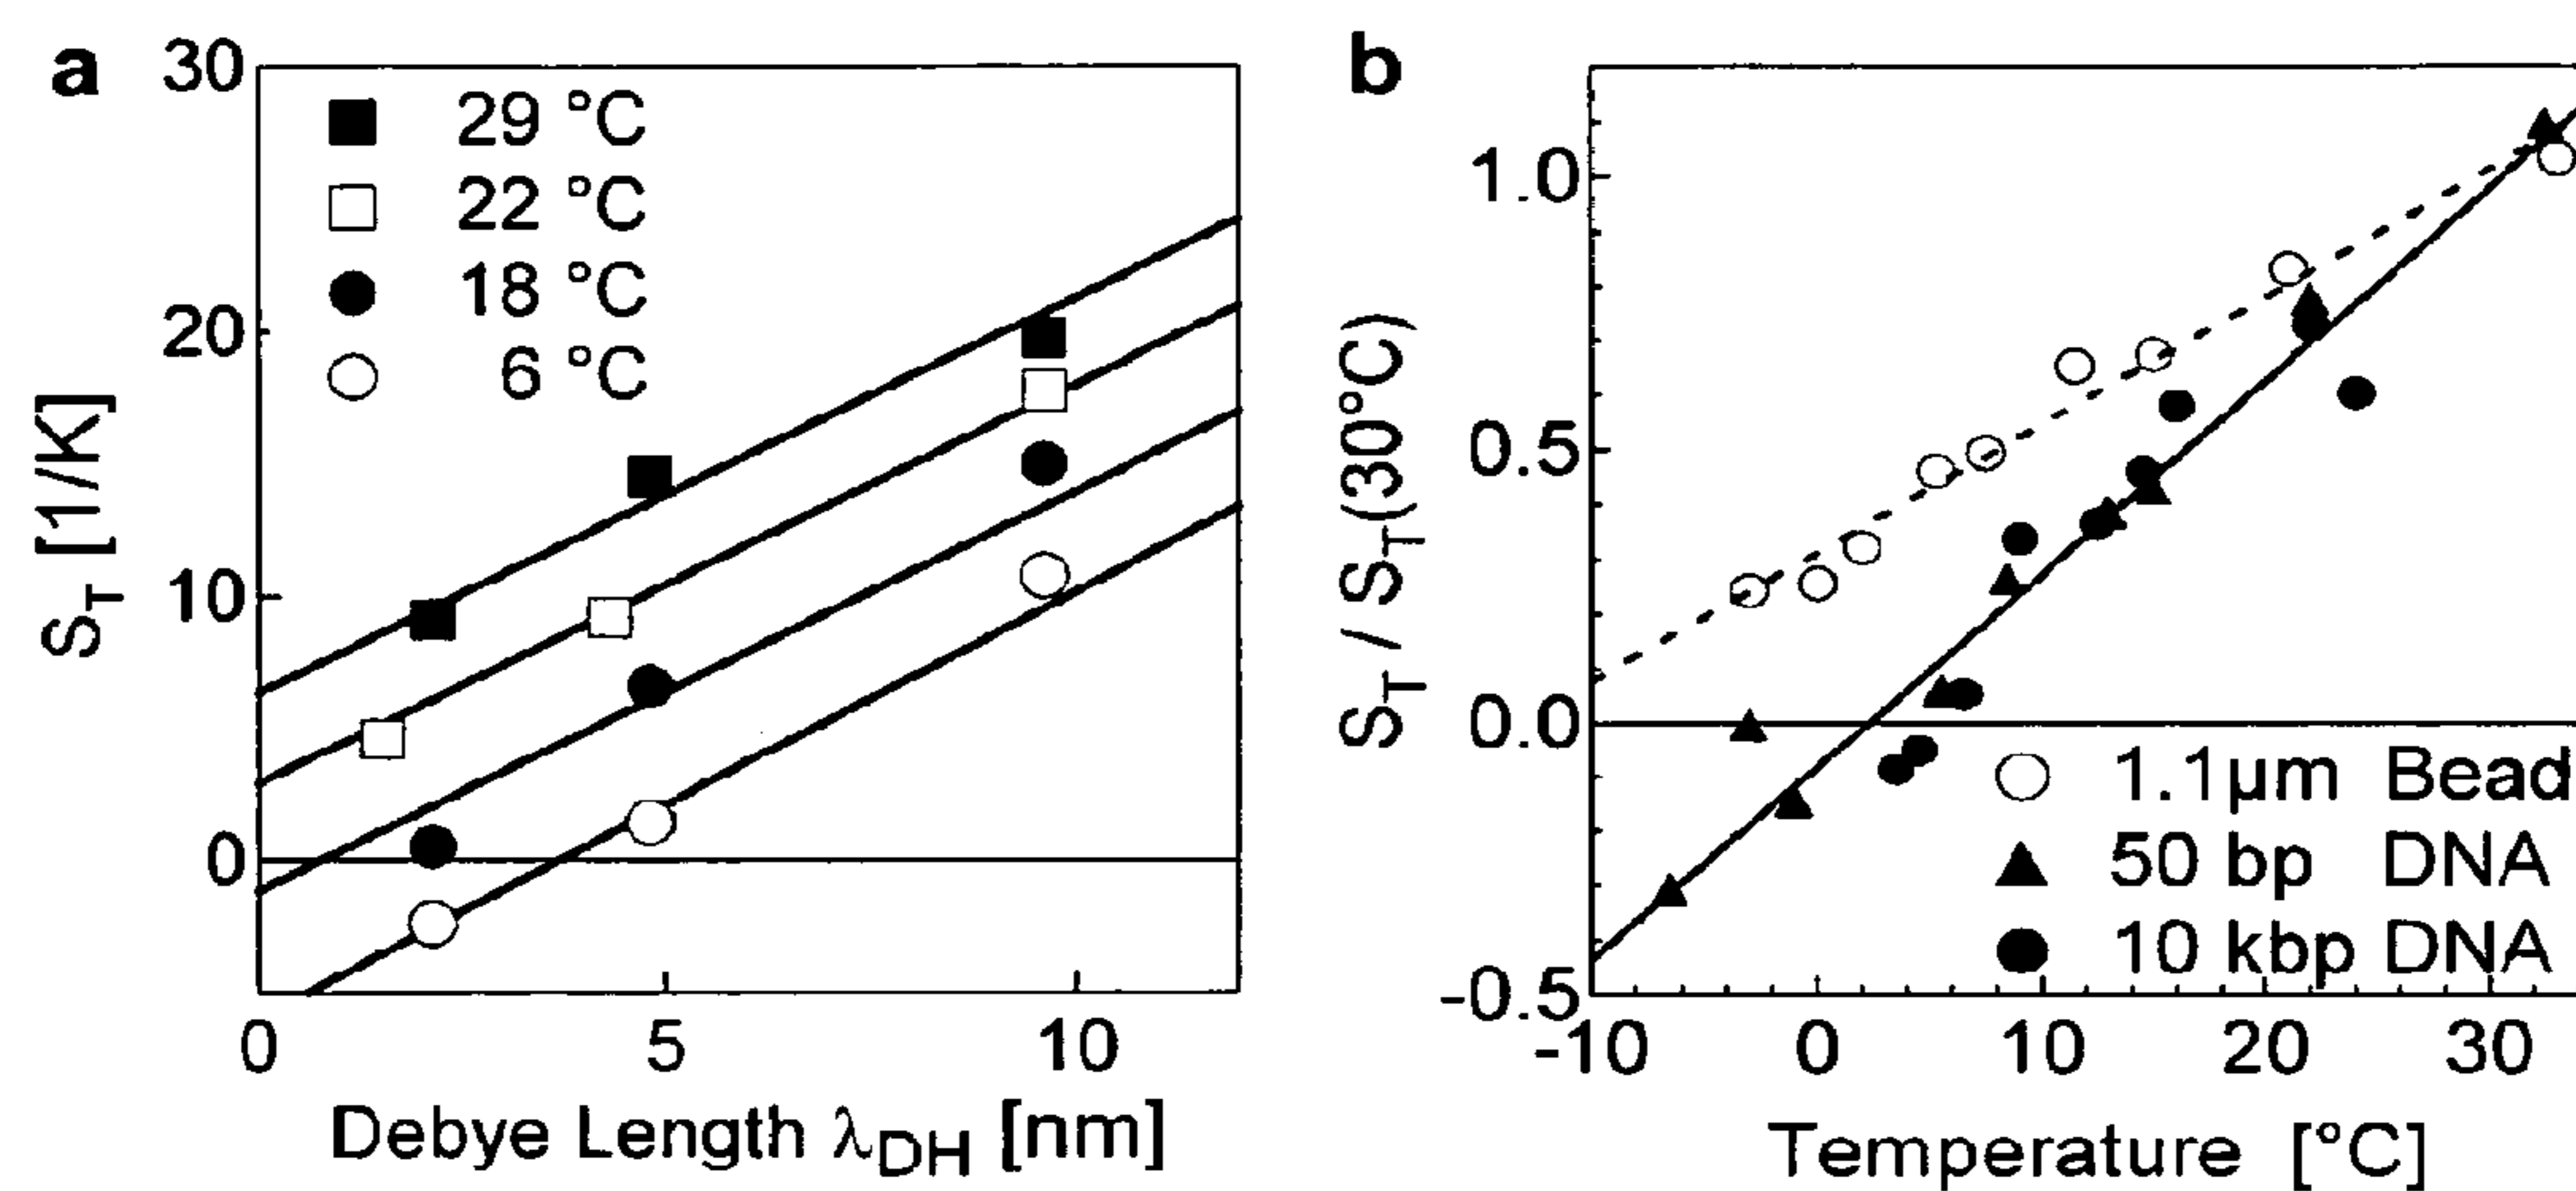 a
30
20
10
0
S_T [1/K]
29 °C
22 °C
18 °C
6 °C
0 5 10
Debye Length λ_DH [nm]
b
1.0
0.5
0.0
-0.5
S_T / S_T(30°C)
1.1µm Bead
50 bp DNA
10 kbp DNA
-10 0 10 20 30
Temperature [°C]